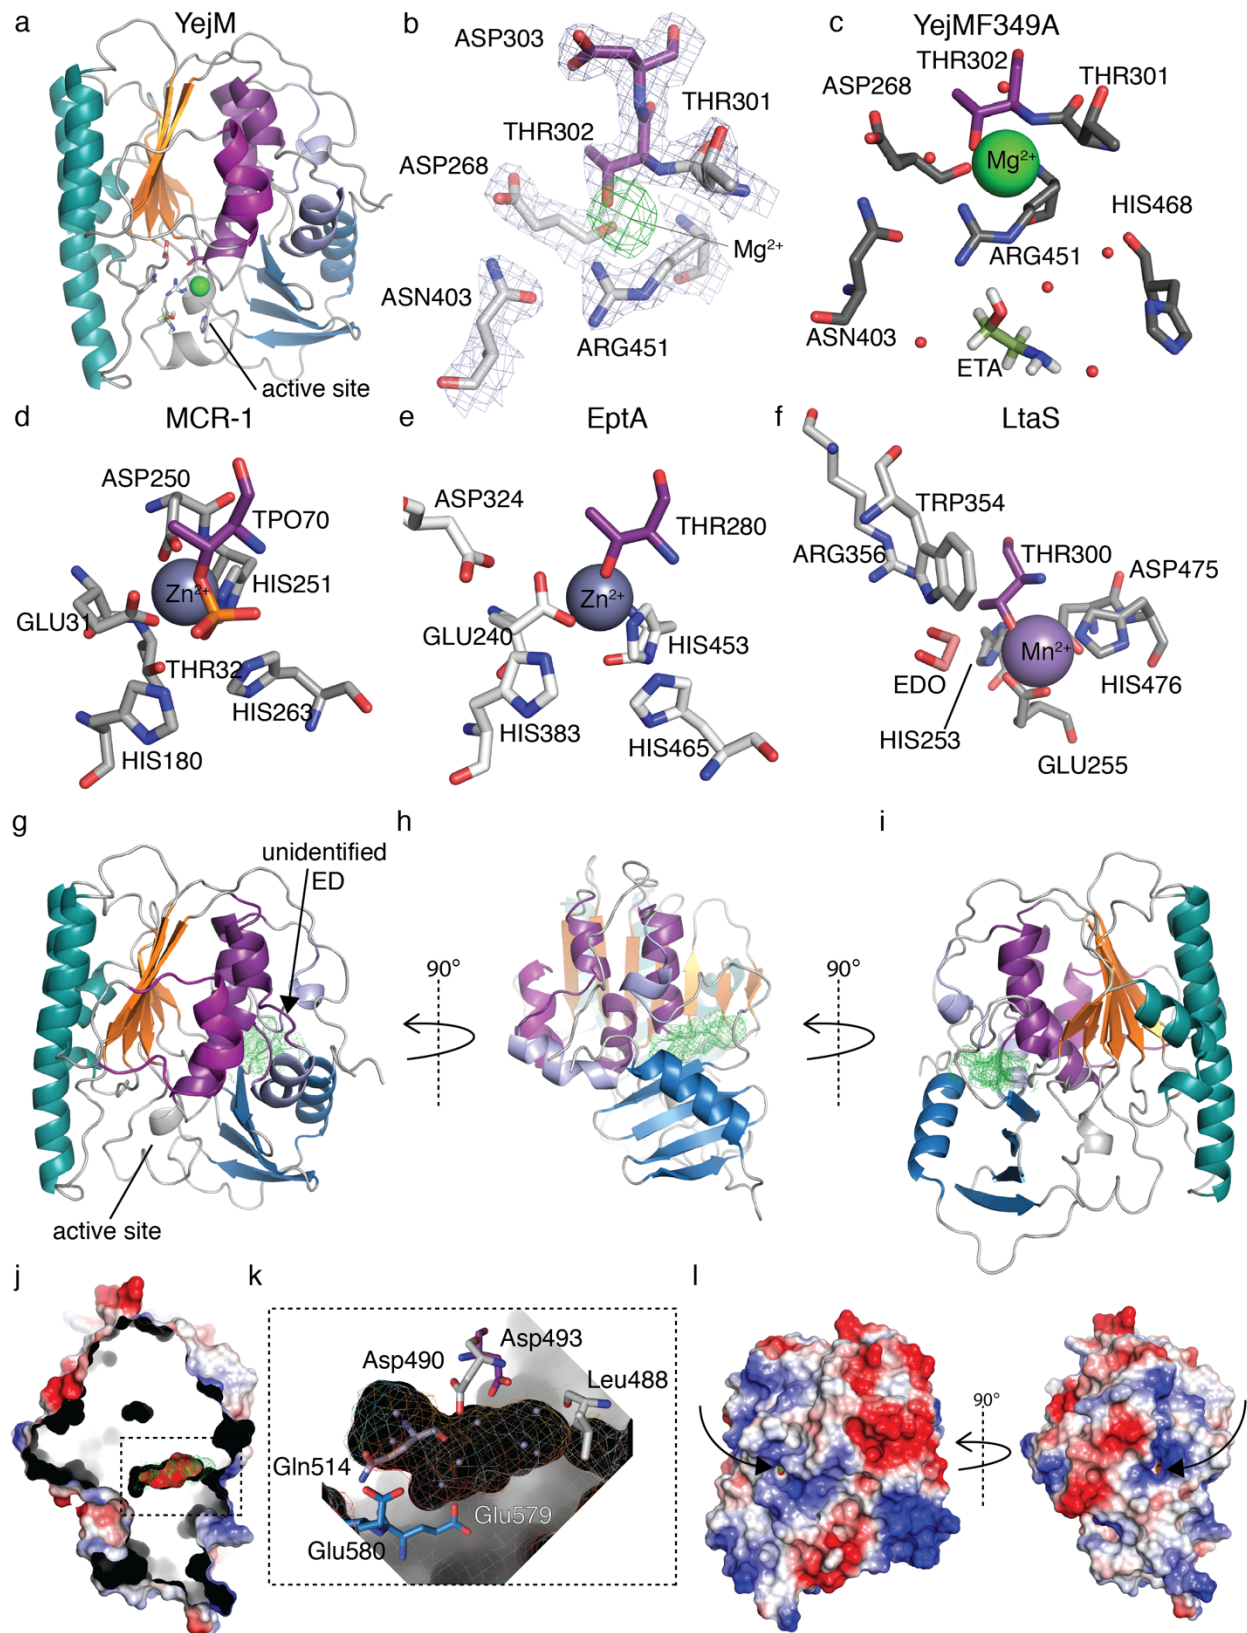 a
YejM
active site
b
ASP303
THR301
THR302
ASP268
Mg²⁺
ASN403
ARG451
c
YejMF349A
THR302
THR301
ASP268
Mg²⁺
HIS468
ARG451
ASN403
ETA
d
MCR-1
ASP250
TPO70
Zn²⁺
HIS251
GLU31
THR32
HIS263
HIS180
e
EptA
ASP324
THR280
Zn²⁺
GLU240
HIS453
HIS383
HIS465
f
LtaS
TRP354
ARG356
THR300
ASP475
Mn²⁺
EDO
HIS476
HIS253
GLU255
g
unidentified
ED
active site
90°
h
90°
i
j
k
Asp493
Asp490
Leu488
Gln514
Glu579
Glu580
l
90°